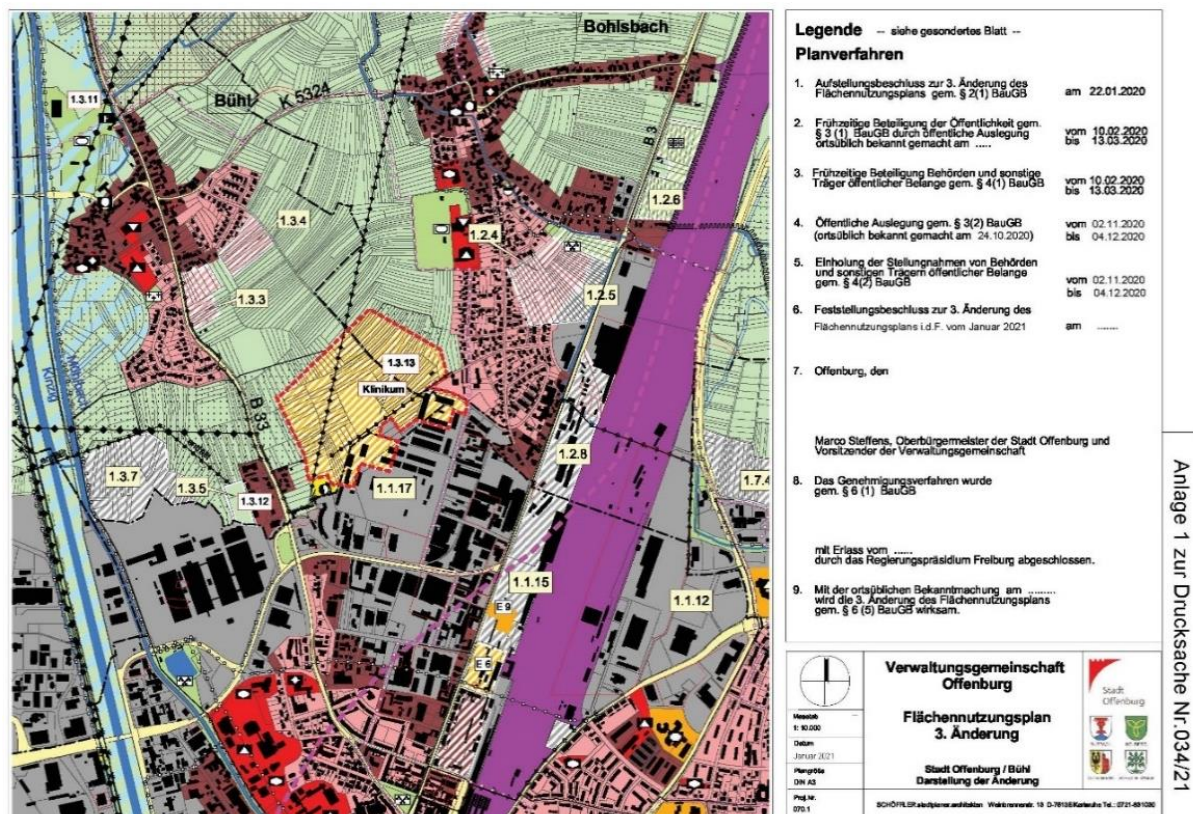 Bohlsbach
Bühl
K 5324
1.3.11
B 3
1.2.6
1.3.4
1.2.4
1.3.3
1.2.5
1.3.13
Klinikum
Kinzig
Mühlbach
B 33
1.2.8
1.3.7
1.3.5
1.3.12
1.1.17
1.7.4
1.1.15
1.1.12
E 9
E 6
Legende -- siehe gesondertes Blatt --
Planverfahren
1. Aufstellungsbeschluss zur 3. Änderung des
Flächennutzungsplans gem. § 2(1) BauGB am 22.01.2020
2. Frühzeitige Beteiligung der Öffentlichkeit gem.
§ 3 (1) BauGB durch öffentliche Auslegung vom 10.02.2020
ortsüblich bekannt gemacht am ..... bis 13.03.2020
3. Frühzeitige Beteiligung Behörden und sonstige vom 10.02.2020
Träger öffentlicher Belange gem. § 4(1) BauGB bis 13.03.2020
4. Öffentliche Auslegung gem. § 3(2) BauGB vom 02.11.2020
(ortsüblich bekannt gemacht am 24.10.2020) bis 04.12.2020
5. Einholung der Stellungnahmen von Behörden
und sonstigen Trägern öffentlicher Belange
gem. § 4(2) BauGB vom 02.11.2020
bis 04.12.2020
6. Feststellungsbeschluss zur 3. Änderung des
Flächennutzungsplans i.d.F. vom Januar 2021 am .......
7. Offenburg, den
Marco Steffens, Oberbürgermeister der Stadt Offenburg und
Vorsitzender der Verwaltungsgemeinschaft
8. Das Genehmigungsverfahren wurde
gem. § 6 (1) BauGB
mit Erlass vom ......
durch das Regierungspräsidium Freiburg abgeschlossen.
9. Mit der ortsüblichen Bekanntmachung am .........
wird die 3. Änderung des Flächennutzungsplans
gem. § 6 (5) BauGB wirksam.
Massstab
1: 10.000
Datum
Januar 2021
Plangröße
DIN A3
Proj.Nr.
070.1
Verwaltungsgemeinschaft
Offenburg
Flächennutzungsplan
3. Änderung
Stadt Offenburg / Bühl
Darstellung der Änderung
Stadt
Offenburg
SCHÖFFLER.stadtplaner.architekten Weinbrennerstr. 13 D-76135 Karlsruhe Tel.: 0721-831030
Anlage 1 zur Drucksache Nr.034/21